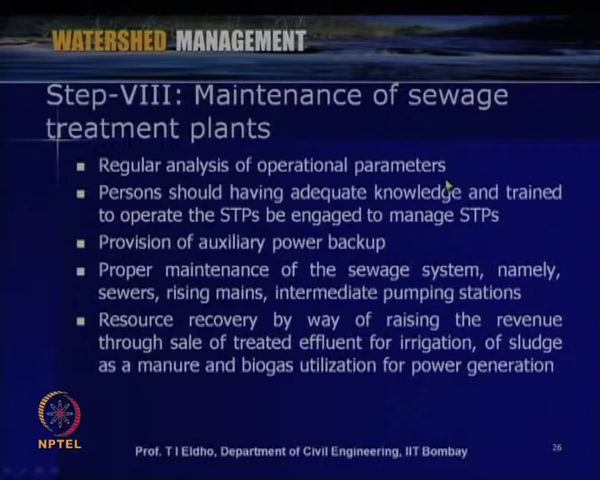 WATERSHED MANAGEMENT
Step-VIII: Maintenance of sewage
treatment plants
Regular analysis of operational parameters
Persons should having adequate knowledge and trained
to operate the STPs be engaged to manage STPs
Provision of auxiliary power backup
Proper maintenance of the sewage system, namely,
sewers, rising mains, intermediate pumping stations
Resource recovery by way of raising the revenue
through sale of treated effluent for irrigation, of sludge
as a manure and biogas utilization for power generation
NPTEL
Prof. T I Eldho, Department of Civil Engineering, IIT Bombay
26